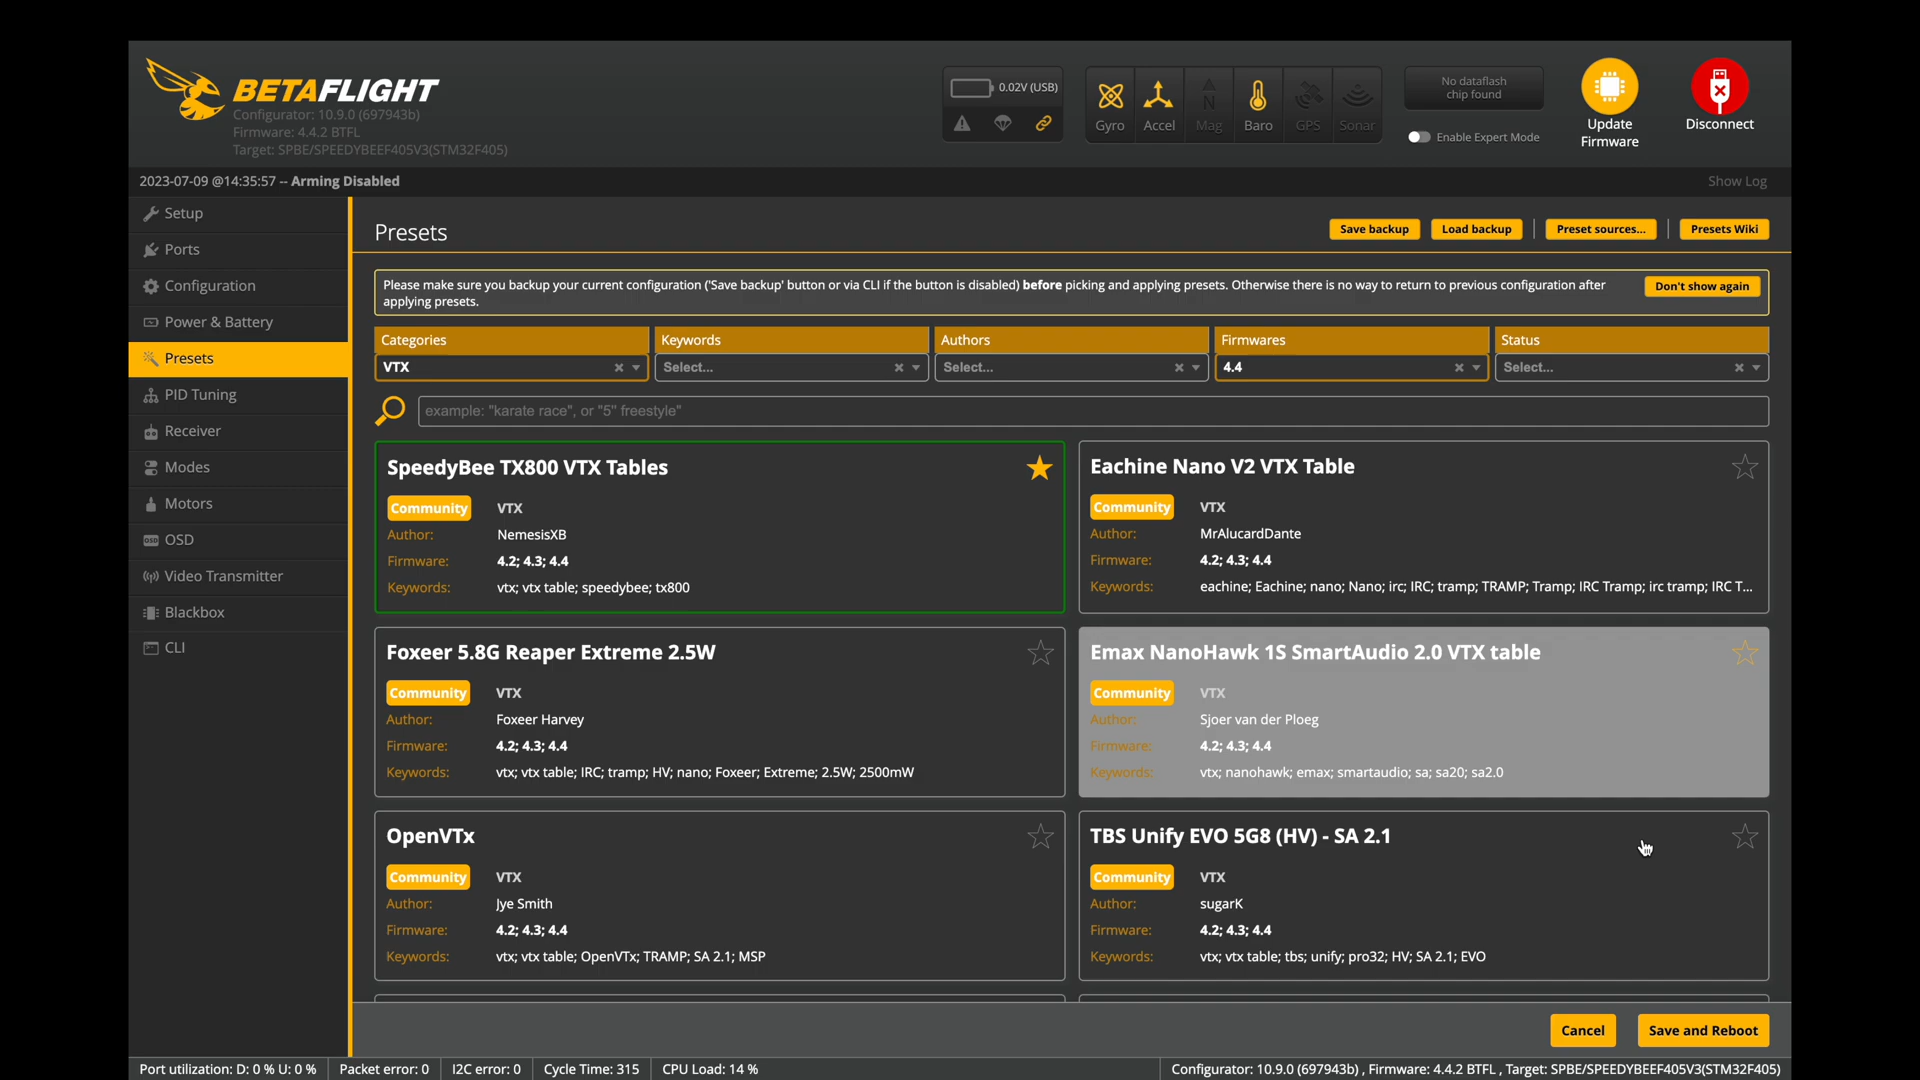 BETAFLIGHT
Configurator: 10.9.0 (697943b)
Firmware: 4.4.2 BTFL
Target: SPBE/SPEEDYBEEF405V3(STM32F405)
0.02V (USB)
Gyro
Accel
Mag
Baro
GPS
Sonar
No dataflash
chip found
Enable Expert Mode
Update
Firmware
Disconnect
2023-07-09 @14:35:57 -- Arming Disabled
Show Log
Setup
Ports
Configuration
Power & Battery
Presets
PID Tuning
Receiver
Modes
Motors
OSD
Video Transmitter
Blackbox
CLI
Presets
Save backup
Load backup
Preset sources...
Presets Wiki
Please make sure you backup your current configuration ('Save backup' button or via CLI if the button is disabled) before picking and applying presets. Otherwise there is no way to return to previous configuration after
applying presets.
Don't show again
Categories
VTX
Keywords
Select...
Authors
Select...
Firmwares
4.4
Status
Select...
example: "karate race", or "5'' freestyle"
SpeedyBee TX800 VTX Tables
Community VTX
Author: NemesisXB
Firmware: 4.2; 4.3; 4.4
Keywords: vtx; vtx table; speedybee; tx800
Eachine Nano V2 VTX Table
Community VTX
Author: MrAlucardDante
Firmware: 4.2; 4.3; 4.4
Keywords: eachine; Eachine; nano; Nano; irc; IRC; tramp; TRAMP; Tramp; IRC Tramp; irc tramp; IRC T...
Foxeer 5.8G Reaper Extreme 2.5W
Community VTX
Author: Foxeer Harvey
Firmware: 4.2; 4.3; 4.4
Keywords: vtx; vtx table; IRC; tramp; HV; nano; Foxeer; Extreme; 2.5W; 2500mW
Emax NanoHawk 1S SmartAudio 2.0 VTX table
Community VTX
Author: Sjoer van der Ploeg
Firmware: 4.2; 4.3; 4.4
Keywords: vtx; nanohawk; emax; smartaudio; sa; sa20; sa2.0
OpenVTx
Community VTX
Author: Jye Smith
Firmware: 4.2; 4.3; 4.4
Keywords: vtx; vtx table; OpenVTx; TRAMP; SA 2.1; MSP
TBS Unify EVO 5G8 (HV) - SA 2.1
Community VTX
Author: sugarK
Firmware: 4.2; 4.3; 4.4
Keywords: vtx; vtx table; tbs; unify; pro32; HV; SA 2.1; EVO
Cancel
Save and Reboot
Port utilization: D: 0 % U: 0 %
Packet error: 0
I2C error: 0
Cycle Time: 315
CPU Load: 14 %
Configurator: 10.9.0 (697943b) , Firmware: 4.4.2 BTFL , Target: SPBE/SPEEDYBEEF405V3(STM32F405)